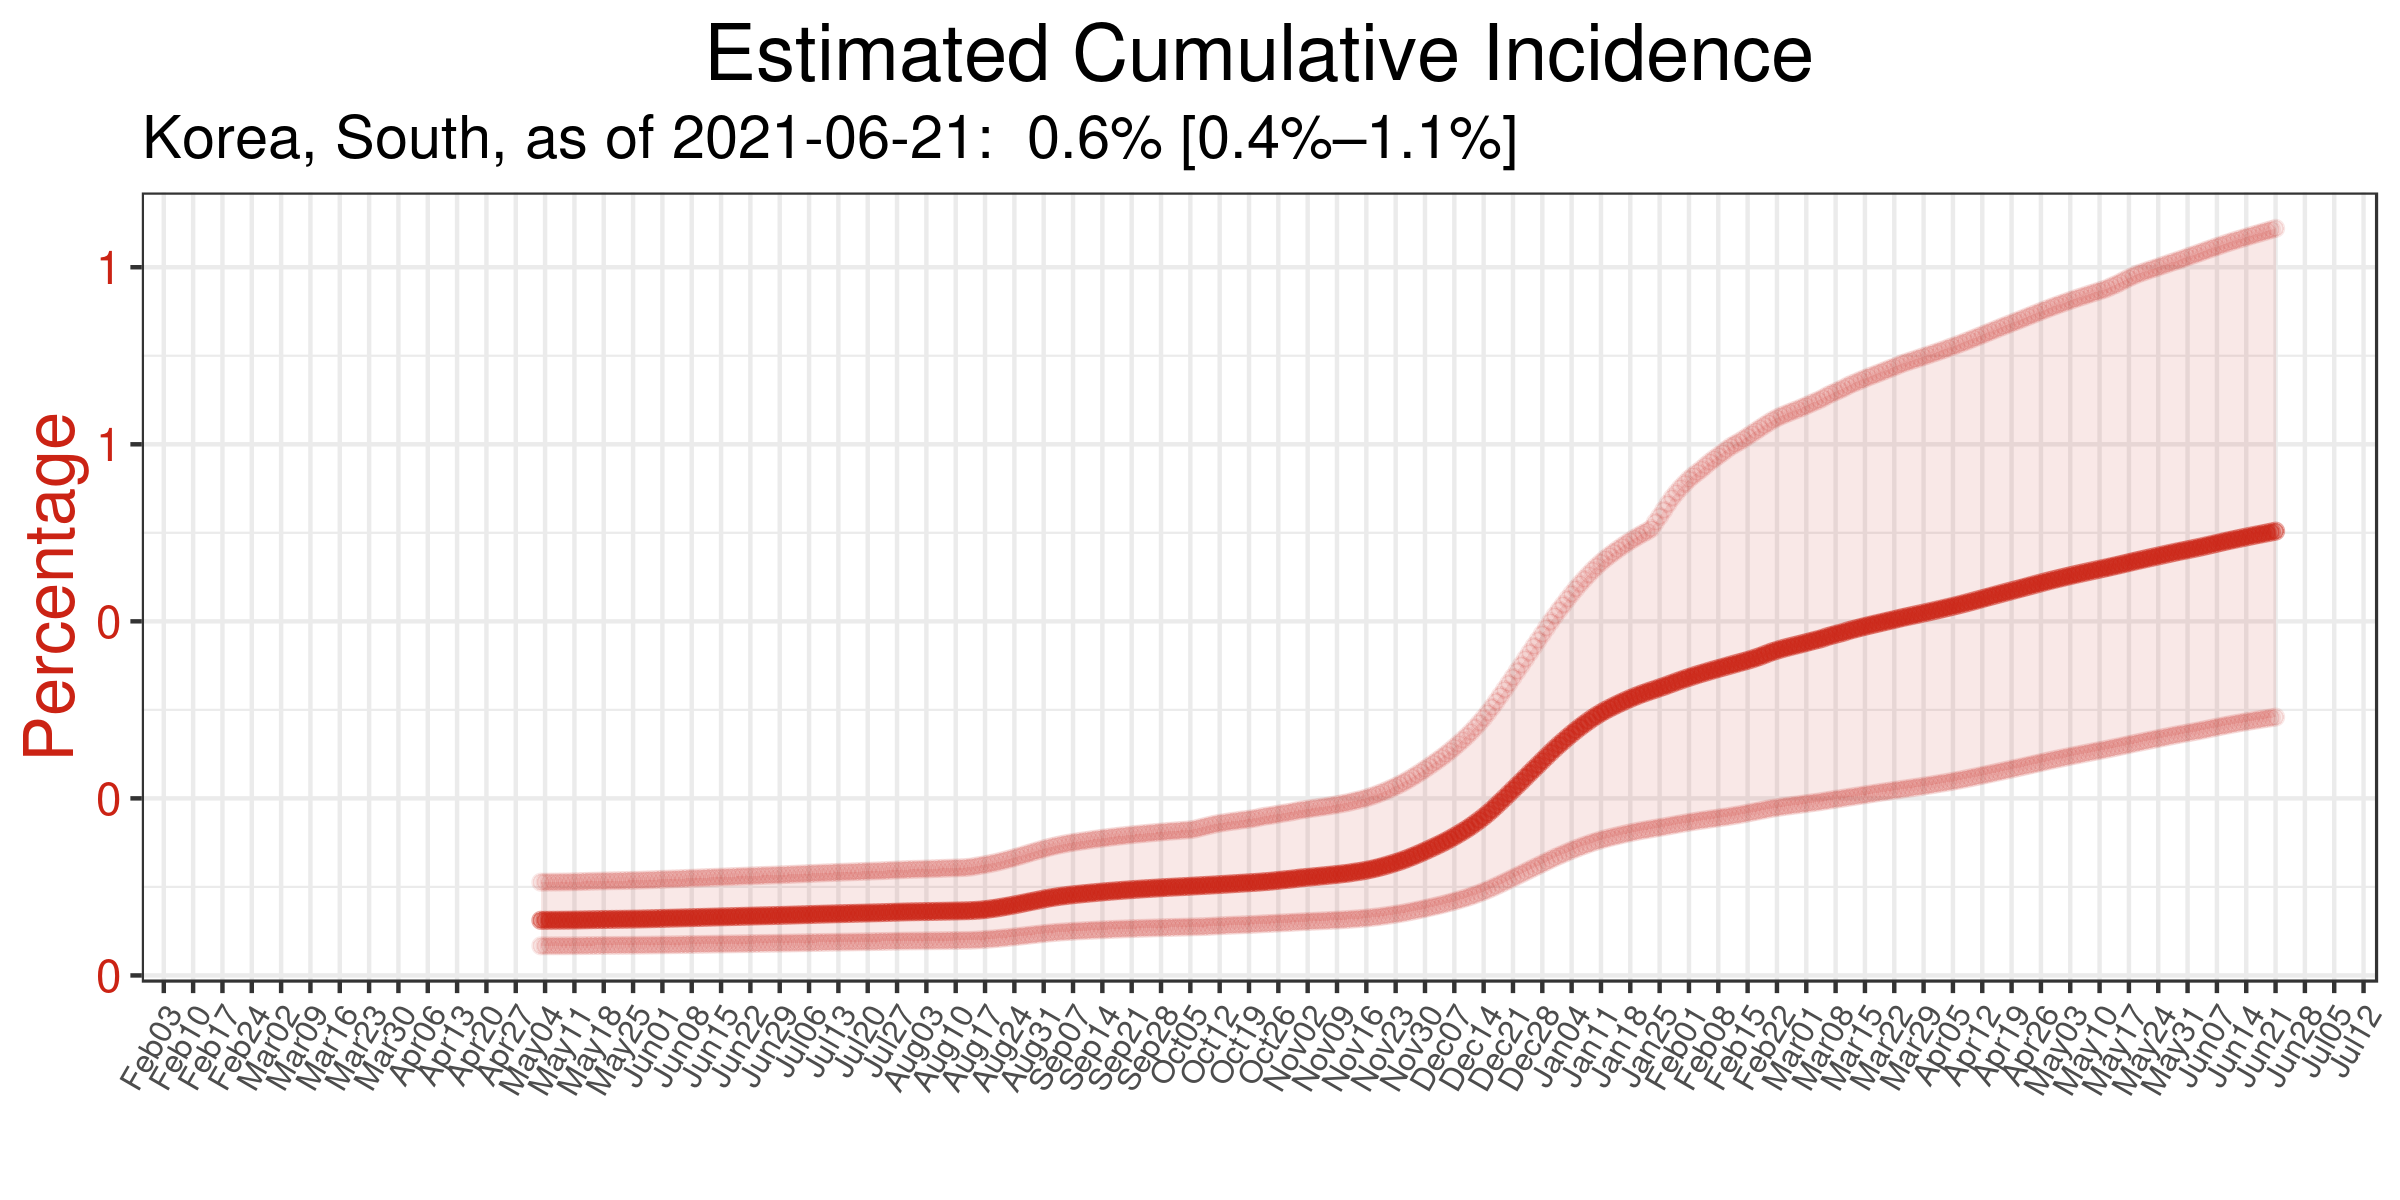 Estimated Cumulative Incidence
Korea, South, as of 2021-06-21: 0.6% [0.4%–1.1%]
Percentage
1
1
0
0
0
Feb03
Feb10
Feb17
Feb24
Mar02
Mar09
Mar16
Mar23
Mar30
Apr06
Apr13
Apr20
Apr27
May04
May11
May18
May25
Jun01
Jun08
Jun15
Jun22
Jun29
Jul06
Jul13
Jul20
Jul27
Aug03
Aug10
Aug17
Aug24
Aug31
Sep07
Sep14
Sep21
Sep28
Oct05
Oct12
Oct19
Oct26
Nov02
Nov09
Nov16
Nov23
Nov30
Dec07
Dec14
Dec21
Dec28
Jan04
Jan11
Jan18
Jan25
Feb01
Feb08
Feb15
Feb22
Mar01
Mar08
Mar15
Mar22
Mar29
Apr05
Apr12
Apr19
Apr26
May03
May10
May17
May24
May31
Jun07
Jun14
Jun21
Jun28
Jul05
Jul12